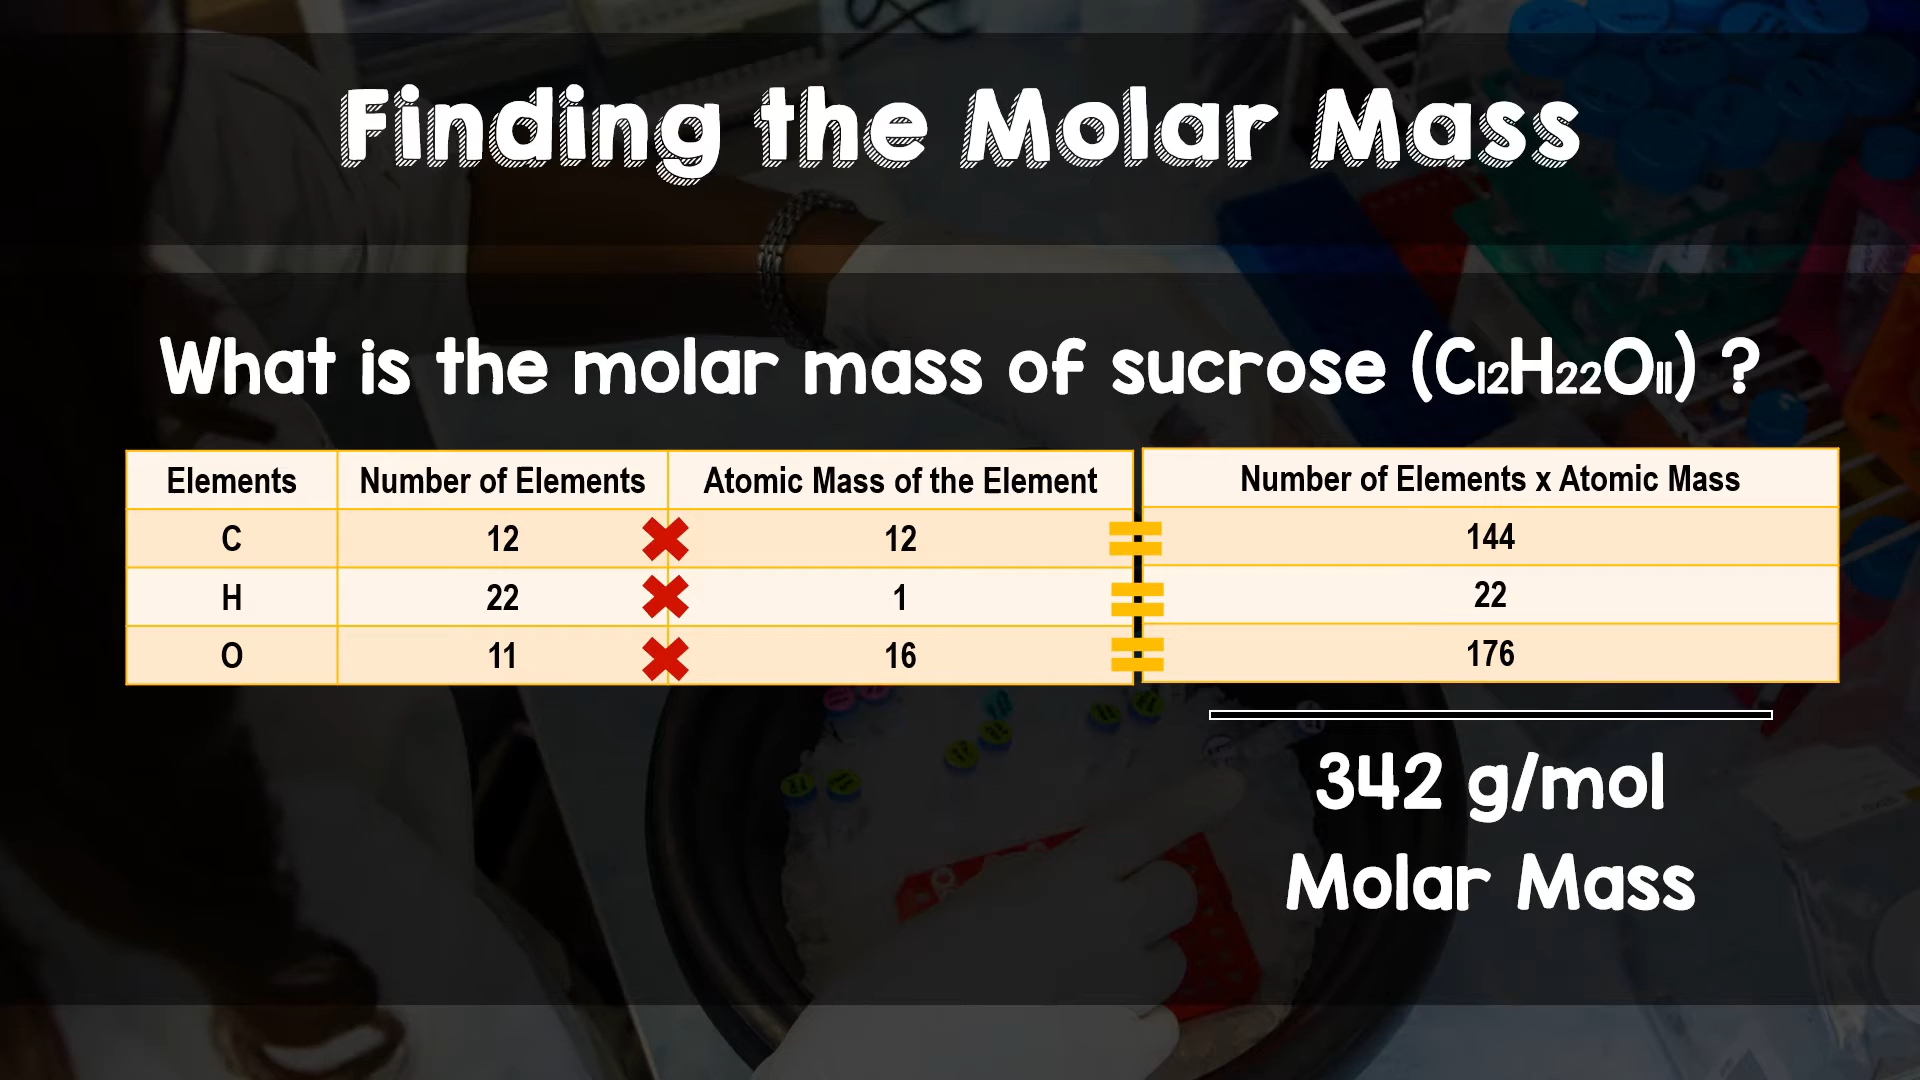 Finding the Molar Mass
What is the molar mass of sucrose (C₁₂H₂₂O₁₁) ?
Elements Number of Elements Atomic Mass of the Element Number of Elements x Atomic Mass
C 12 ✖ 12 = 144
H 22 ✖ 1 = 22
O 11 ✖ 16 = 176
342 g/mol
Molar Mass